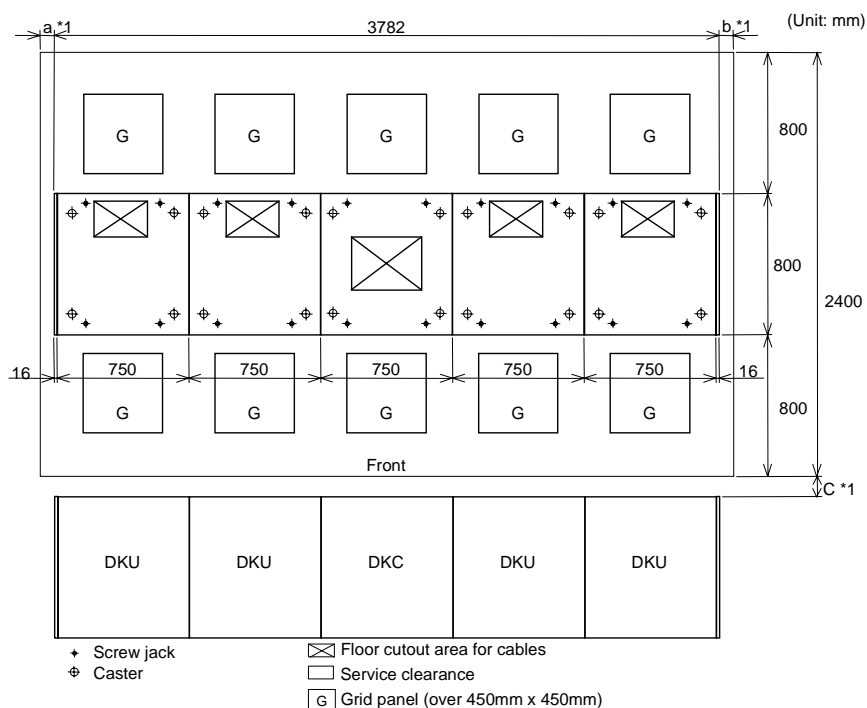 a *1 3782 b *1 (Unit: mm)
800
G G G G G
800
2400
16 750 750 750 750 750 16
G G G G G
800
Front
C *1
DKU DKU DKC DKU DKU
Screw jack
Caster
Floor cutout area for cables
Service clearance
G Grid panel (over 450mm x 450mm)